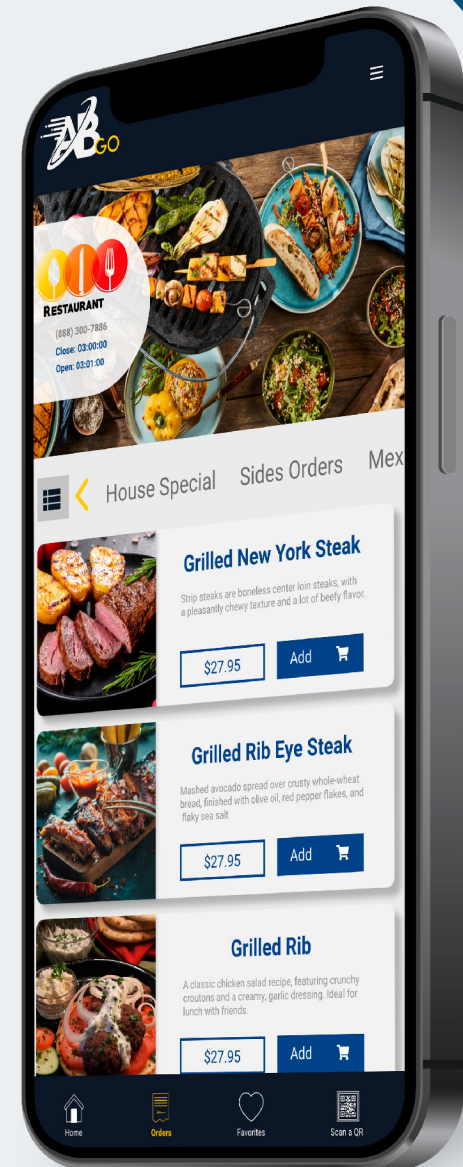 NB GO
RESTAURANT
(888) 300-7886
Close: 03:00:00
Open: 03:01:00
House Special Sides Orders Mex
Grilled New York Steak
Strip steaks are boneless center loin steaks, with
a pleasantly chewy texture and a lot of beefy flavor.
$27.95 Add
Grilled Rib Eye Steak
Mashed avocado spread over crusty whole-wheat
bread, finished with olive oil, red pepper flakes, and
flaky sea salt
$27.95 Add
Grilled Rib
A classic chicken salad recipe, featuring crunchy
croutons and a creamy, garlic dressing. Ideal for
lunch with friends.
$27.95 Add
Home Orders Favorites Scan a QR